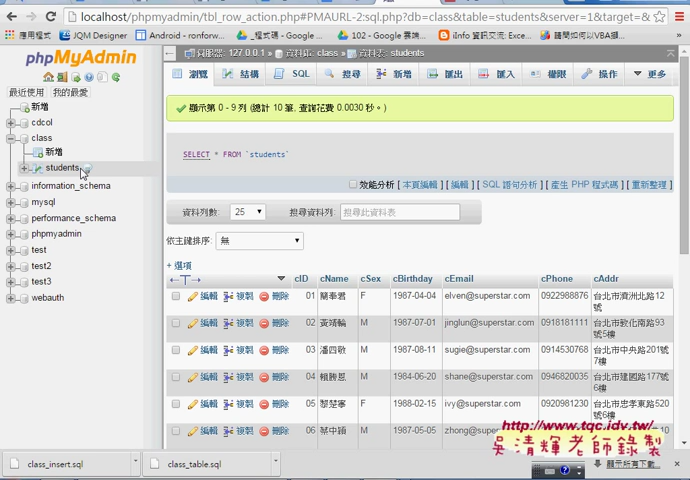 localhost/phpmyadmin/tbl_row_action.php#PMAURL-2:sql.php?db=class&table=students&server=1&target=&
應用程式
DW_1
Android - ronforw...
_程式碼 - Google ...
102 - Google 雲端...
iInfo 資訊交流: Exce...
請問如何以VBA擷...
phpMyAdmin
最近使用 我的最愛
新增
cdcol
class
新增
students
information_schema
mysql
performance_schema
phpmyadmin
test
test2
test3
webauth
伺服器: 127.0.0.1 » 資料庫: class » 資料表: students
瀏覽 結構 SQL 搜尋 新增 匯出 匯入 權限 操作 更多
顯示第 0 - 9 列 (總計 10 筆, 查詢花費 0.0030 秒。)
SELECT * FROM `students`
效能分析 [ 本頁編輯 ] [ 編輯 ] [ SQL 語句分析 ] [ 產生 PHP 程式碼 ] [ 重新整理 ]
資料列數: 25 搜尋資料列: 搜尋此資料表
依主鍵排序: 無
+ 選項
←T→ cID cName cSex cBirthday cEmail cPhone cAddr
編輯 複製 刪除 01 簡奉君 F 1987-04-04 elven@superstar.com 0922988876 台北市濟洲北路12號
編輯 複製 刪除 02 黃靖輪 M 1987-07-01 jinglun@superstar.com 0918181111 台北市敦化南路93號5樓
編輯 複製 刪除 03 潘四敬 M 1987-08-11 sugie@superstar.com 0914530768 台北市中央路201號7樓
編輯 複製 刪除 04 賴勝恩 M 1984-06-20 shane@superstar.com 0946820035 台北市建國路177號6樓
編輯 複製 刪除 05 黎楚寧 F 1988-02-15 ivy@superstar.com 0920981230 台北市忠孝東路520號6樓
編輯 複製 刪除 06 蔡中穎 M 1987-05-05
http://www.tqc.idv.tw/
吳清輝老師錄製
class_insert.sql
class_table.sql
顯示所有下載...